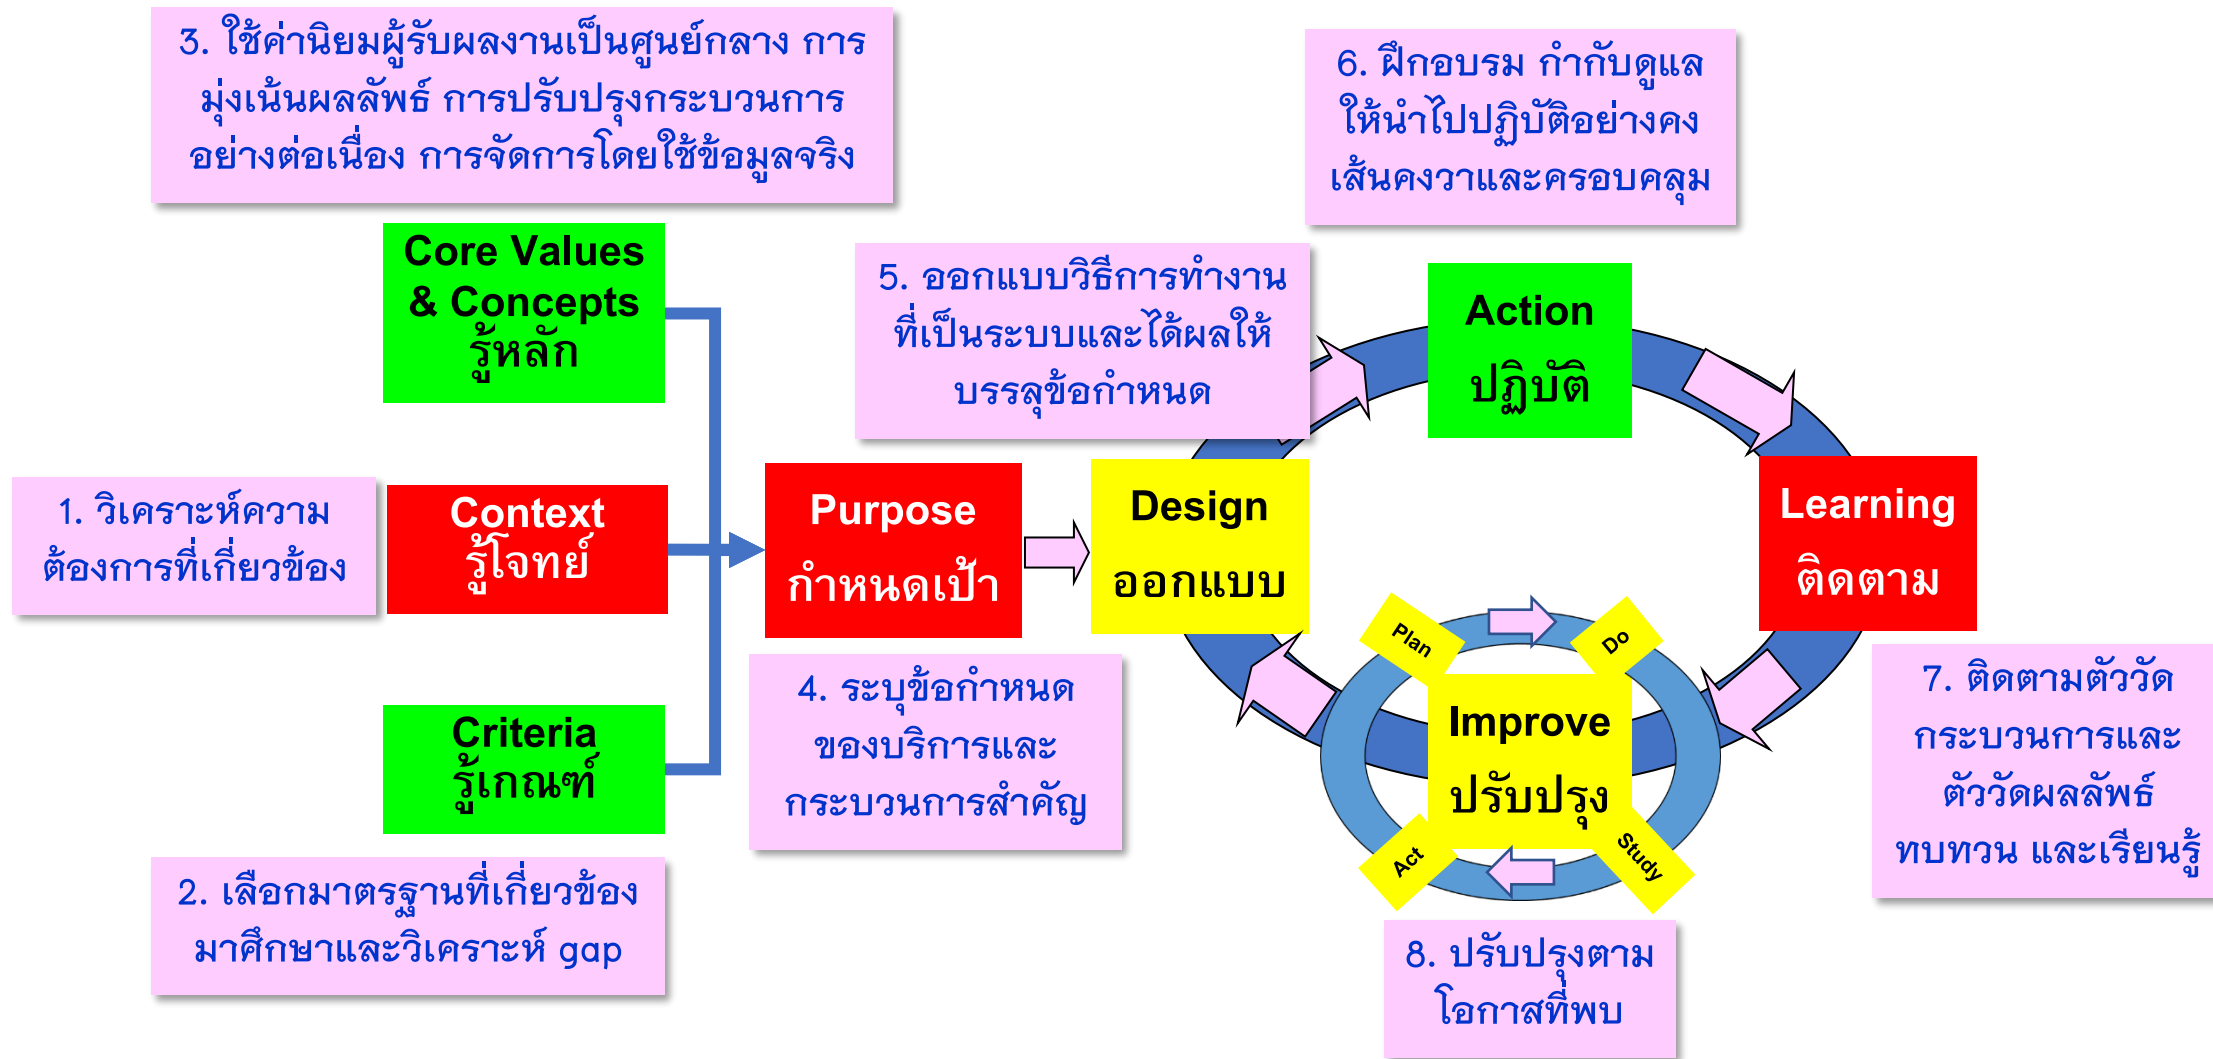 3. ใช้ค่านิยมผู้รับผลงานเป็นศูนย์กลาง การ
มุ่งเน้นผลลัพธ์ การปรับปรุงกระบวนการ
อย่างต่อเนื่อง การจัดการโดยใช้ข้อมูลจริง
6. ฝึกอบรม กำกับดูแล
ให้นำไปปฏิบัติอย่างคง
เส้นคงวาและครอบคลุม
Core Values
& Concepts
รู้หลัก
5. ออกแบบวิธีการทำงาน
ที่เป็นระบบและได้ผลให้
บรรลุข้อกำหนด
Action
ปฏิบัติ
1. วิเคราะห์ความ
ต้องการที่เกี่ยวข้อง
Context
รู้โจทย์
Purpose
กำหนดเป้า
Design
ออกแบบ
Learning
ติดตาม
Plan
Do
Improve
ปรับปรุง
Act
Study
Criteria
รู้เกณฑ์
4. ระบุข้อกำหนด
ของบริการและ
กระบวนการสำคัญ
7. ติดตามตัววัด
กระบวนการและ
ตัววัดผลลัพธ์
ทบทวน และเรียนรู้
2. เลือกมาตรฐานที่เกี่ยวข้อง
มาศึกษาและวิเคราะห์ gap
8. ปรับปรุงตาม
โอกาสที่พบ